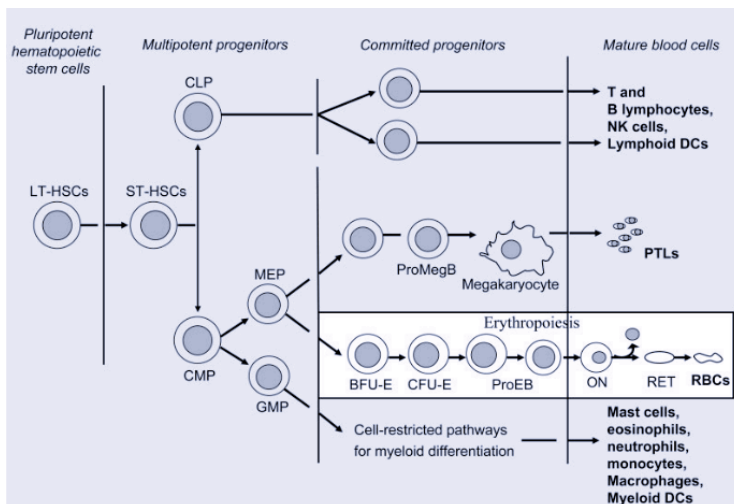 Pluripotent
hematopoietic
stem cells
Multipotent progenitors
Committed progenitors
Mature blood cells
CLP
T and
B lymphocytes,
NK cells,
Lymphoid DCs
LT-HSCs
ST-HSCs
MEP
ProMegB
Megakaryocyte
PTLs
Erythropoiesis
CMP
BFU-E
CFU-E
ProEB
ON
RET
RBCs
GMP
Cell-restricted pathways
for myeloid differentiation
Mast cells,
eosinophils,
neutrophils,
monocytes,
Macrophages,
Myeloid DCs